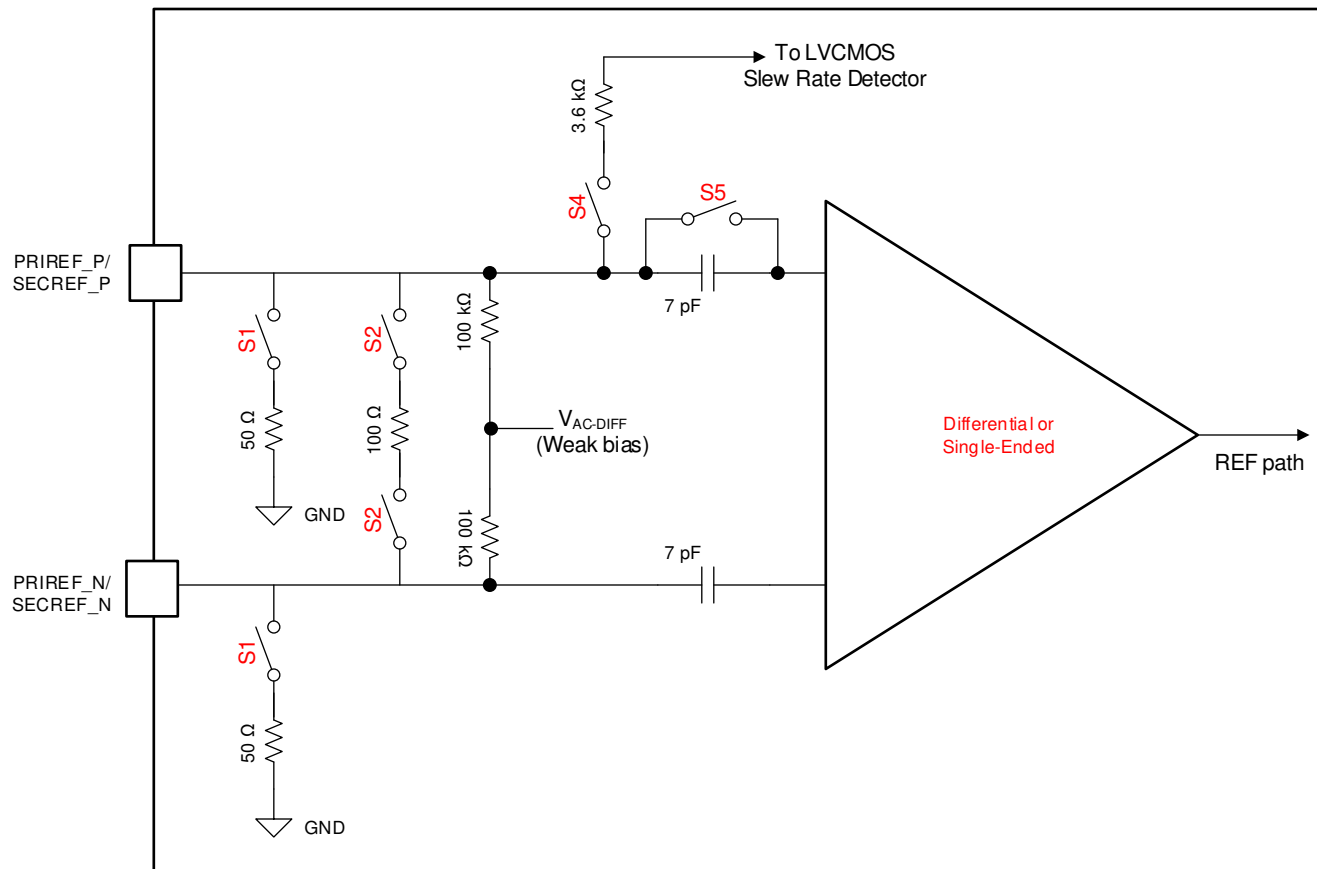 To LVCMOS
Slew Rate Detector
3.6 kΩ
S4
S5
PRIREF_P/
SECREF_P
7 pF
S1
S2
100 kΩ
50 Ω
100 Ω
V_AC-DIFF
(Weak bias)
Differential or
Single-Ended
REF path
GND
S2
100 kΩ
7 pF
PRIREF_N/
SECREF_N
S1
50 Ω
GND